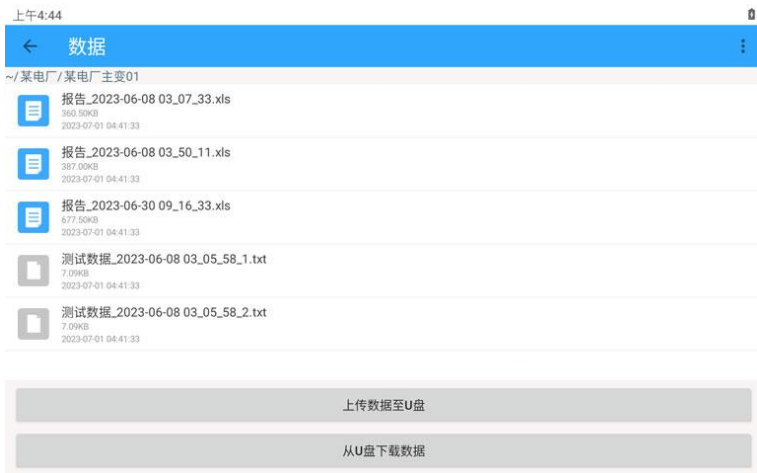 上午4:44
数据
~/某电厂/某电厂主变01
报告_2023-06-08 03_07_33.xls
360.50KB
2023-07-01 04:41:33
报告_2023-06-08 03_50_11.xls
387.00KB
2023-07-01 04:41:33
报告_2023-06-30 09_16_33.xls
677.50KB
2023-07-01 04:41:33
测试数据_2023-06-08 03_05_58_1.txt
7.09KB
2023-07-01 04:41:33
测试数据_2023-06-08 03_05_58_2.txt
7.09KB
2023-07-01 04:41:33
上传数据至U盘
从U盘下载数据